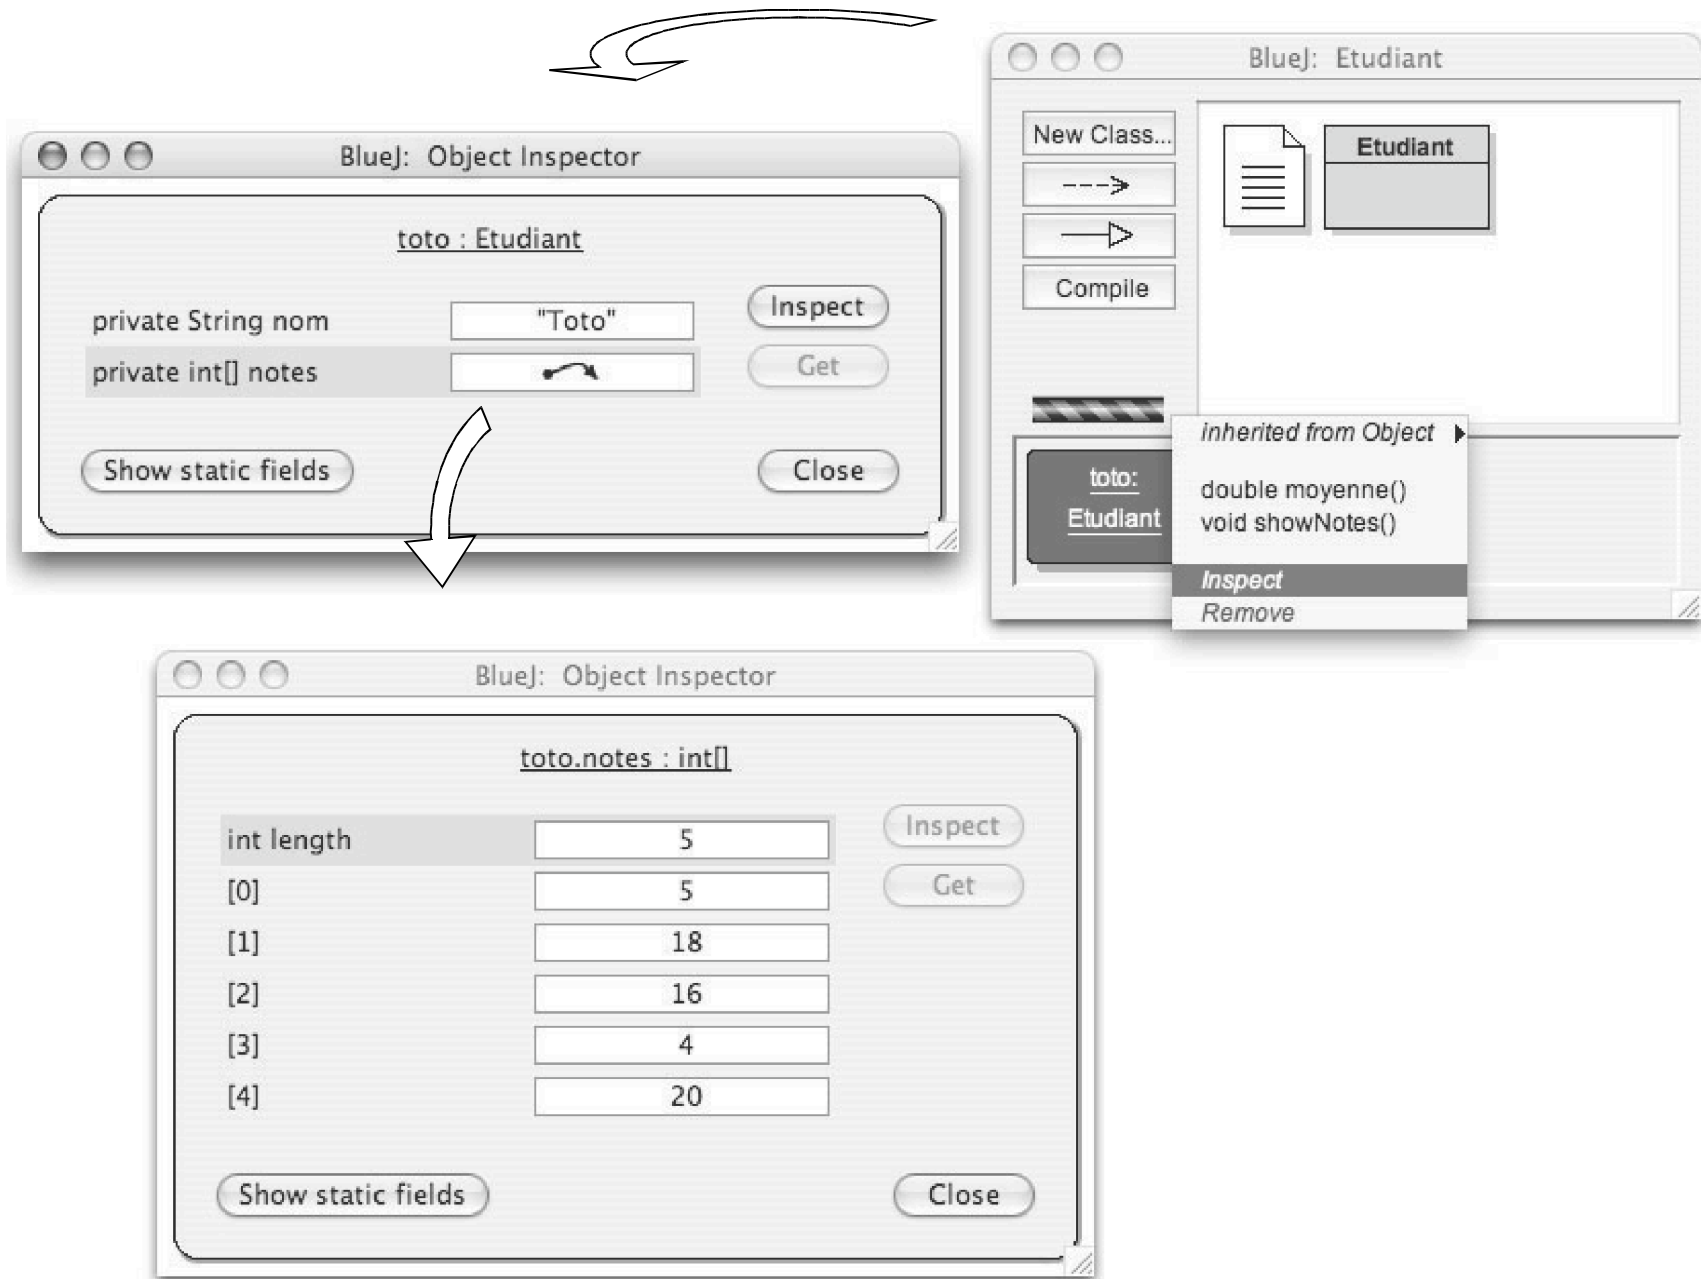 BlueJ: Object Inspector
toto : Etudiant
private String nom "Toto" Inspect
private int[] notes Get
Show static fields Close
BlueJ: Etudiant
New Class...
Compile
Etudiant
toto:
Etudiant
inherited from Object
double moyenne()
void showNotes()
Inspect
Remove
BlueJ: Object Inspector
toto.notes : int[]
int length 5 Inspect
[0] 5 Get
[1] 18
[2] 16
[3] 4
[4] 20
Show static fields Close